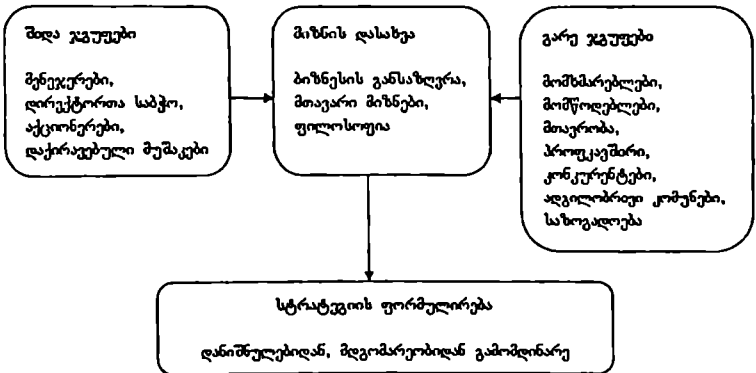 შიდა ჯგუფები
მენეჯერები,
დირექტორთა საბჭო,
აქციონერები,
დაქირავებული მუშაკები
მიზნის დასახვა
ბიზნესის განსაზღვრა,
მთავარი მიზნები,
ფილოსოფია
გარე ჯგუფები
მომხმარებლები,
მომწოდებლები,
მთავრობა,
პროფკავშირი,
კონკურენტები,
ადგილობრივი კომუნები,
საზოგადოება
სტრატეგიის ფორმულირება
დანიშნულებიდან, მდგომარეობიდან გამომდინარე